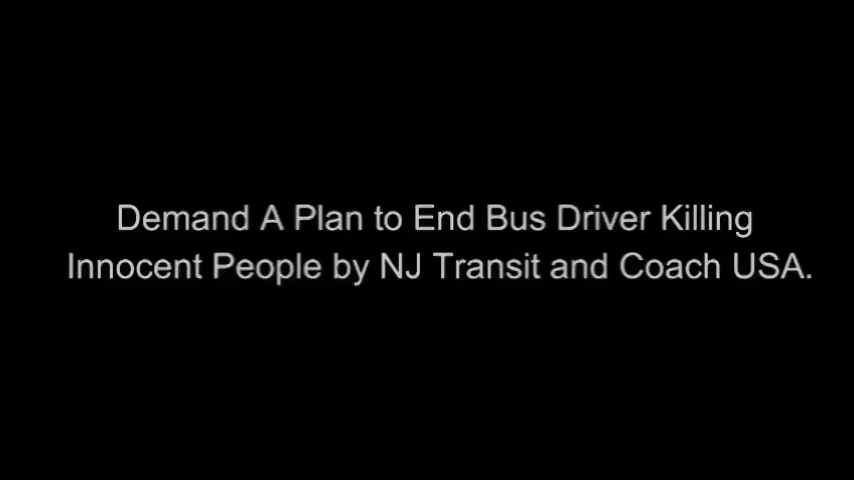 Demand A Plan to End Bus Driver Killing
Innocent People by NJ Transit and Coach USA.